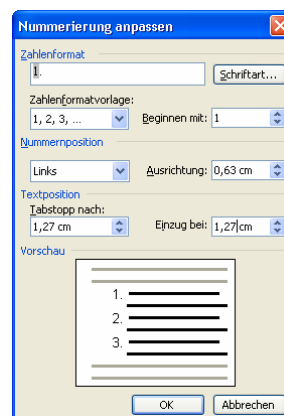 Nummerierung anpassen
Zahlenformat
1.
Schriftart...
Zahlenformatvorlage:
1, 2, 3, ...
Beginnen mit: 1
Nummernposition
Links
Ausrichtung: 0,63 cm
Textposition
Tabstopp nach:
1,27 cm
Einzug bei: 1,27 cm
Vorschau
1.
2.
3.
OK
Abbrechen